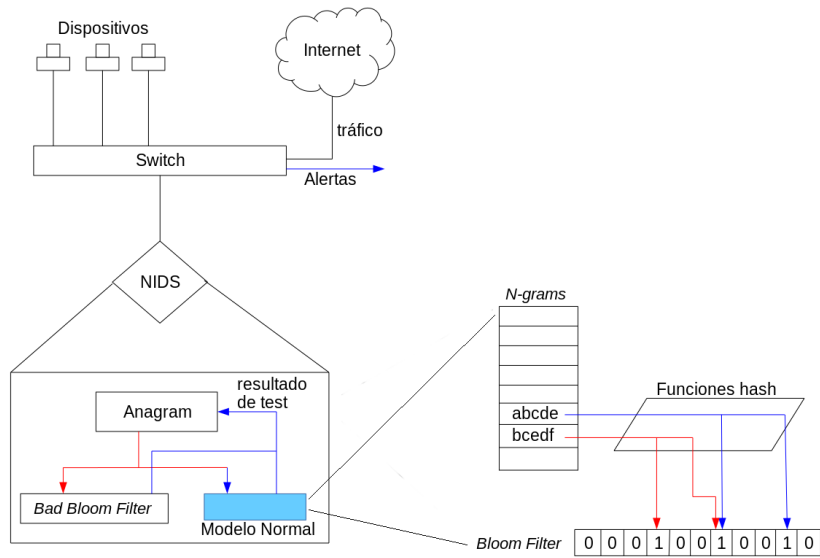 Dispositivos
Internet
tráfico
Switch
Alertas
NIDS
resultado
de test
Anagram
Bad Bloom Filter
Modelo Normal
N-grams
Funciones hash
abcde
bcedf
Bloom Filter
0 0 0 1 0 0 1 0 0 1 0